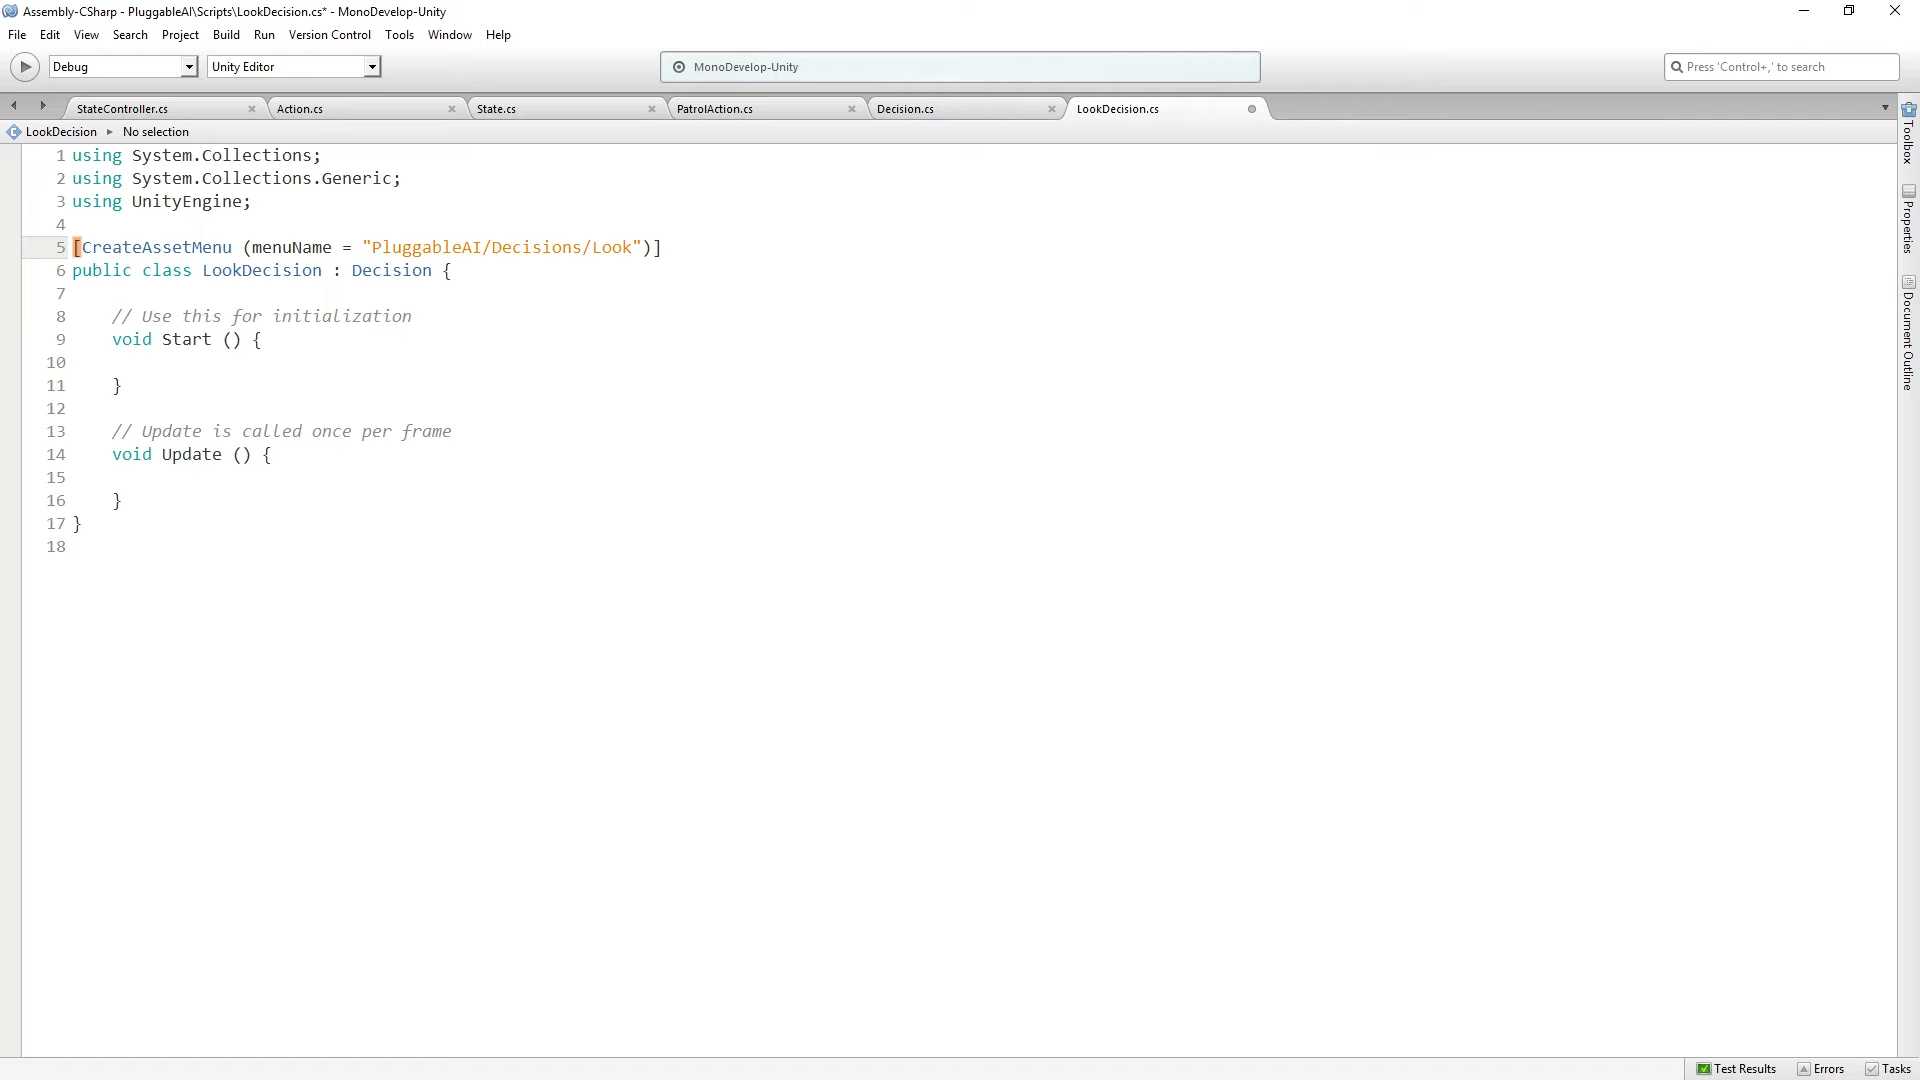 Assembly-CSharp - PluggableAI\Scripts\LookDecision.cs* - MonoDevelop-Unity
File Edit View Search Project Build Run Version Control Tools Window Help
Debug Unity Editor MonoDevelop-Unity Press 'Control+,' to search
StateController.cs Action.cs State.cs PatrolAction.cs Decision.cs LookDecision.cs
LookDecision ▸ No selection
1 using System.Collections;
2 using System.Collections.Generic;
3 using UnityEngine;
4
5 [CreateAssetMenu (menuName = "PluggableAI/Decisions/Look")]
6 public class LookDecision : Decision {
7
8 // Use this for initialization
9 void Start () {
10
11 }
12
13 // Update is called once per frame
14 void Update () {
15
16 }
17 }
18
Toolbox
Properties
Document Outline
Test Results Errors Tasks